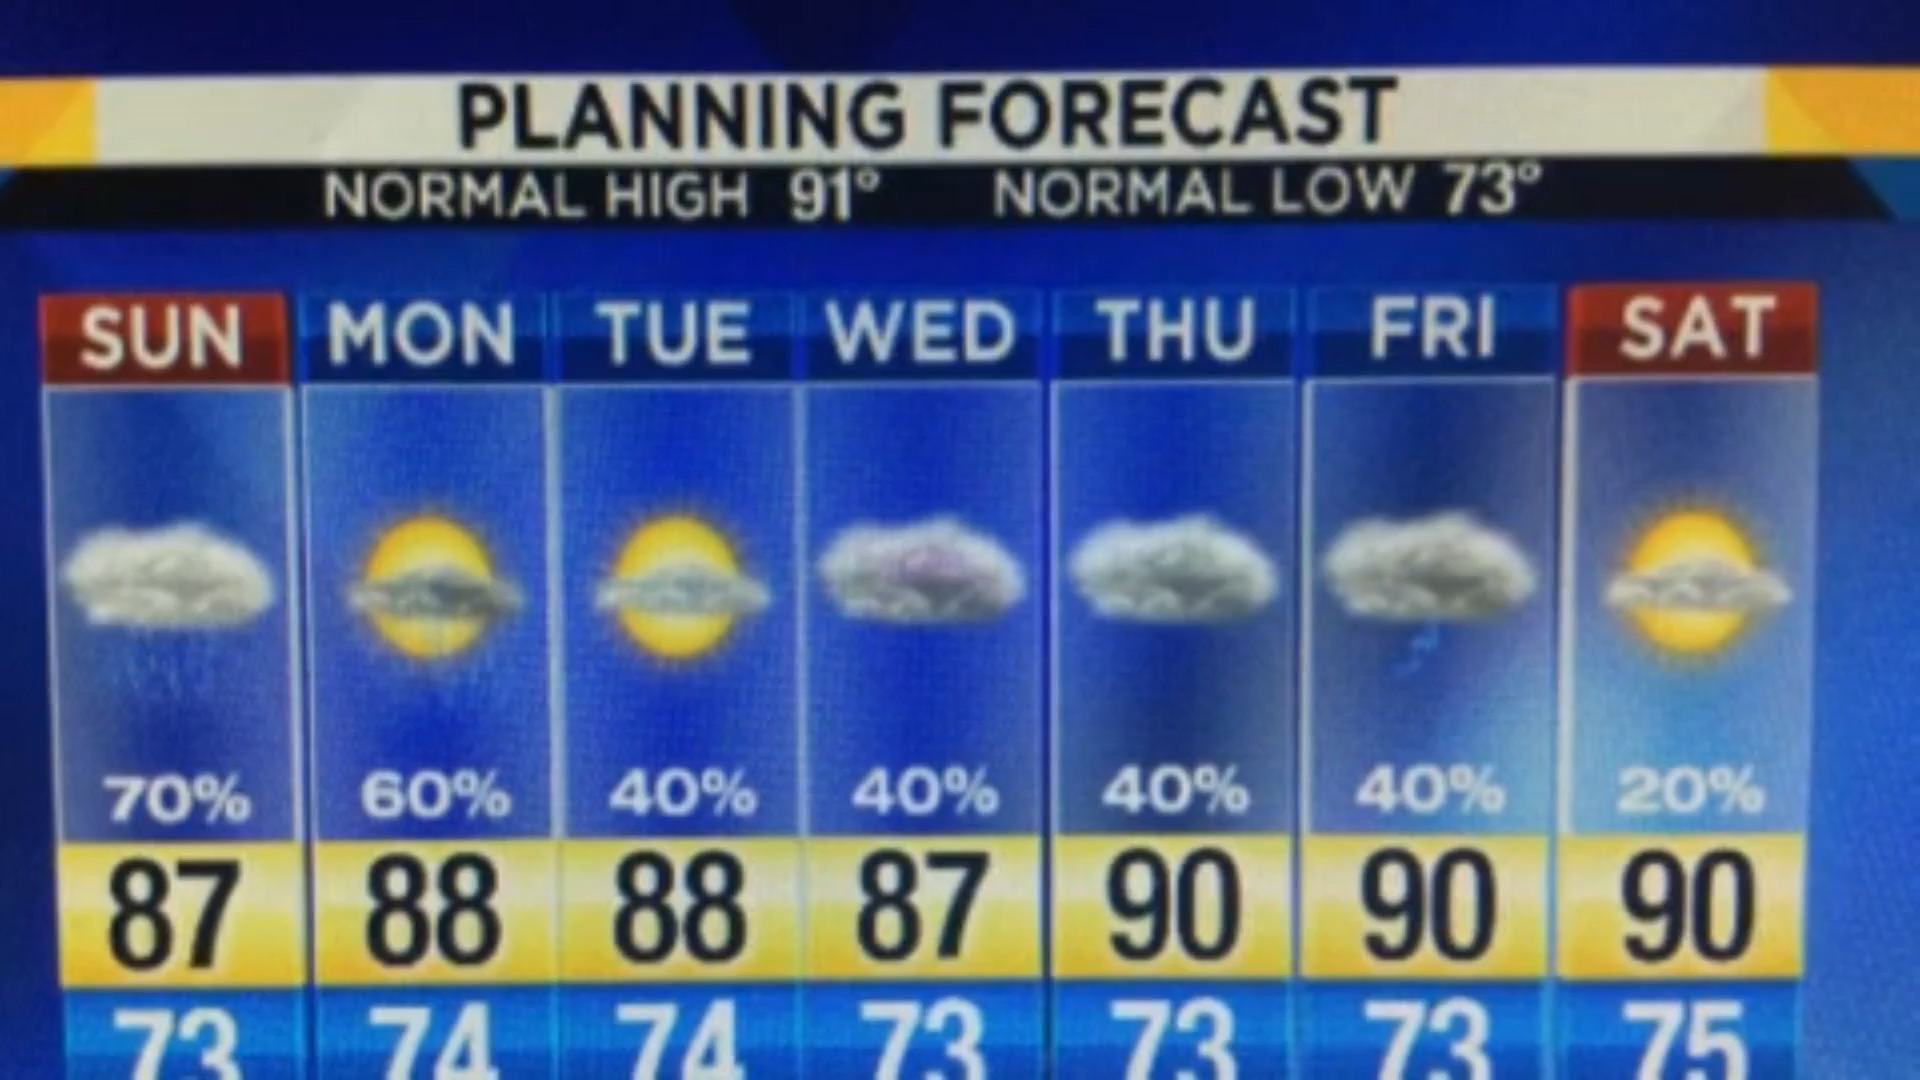 PLANNING FORECAST
NORMAL HIGH 91° NORMAL LOW 73°
SUN MON TUE WED THU FRI SAT
70% 60% 40% 40% 40% 40% 20%
87 88 88 87 90 90 90
73 74 74 73 73 73 75